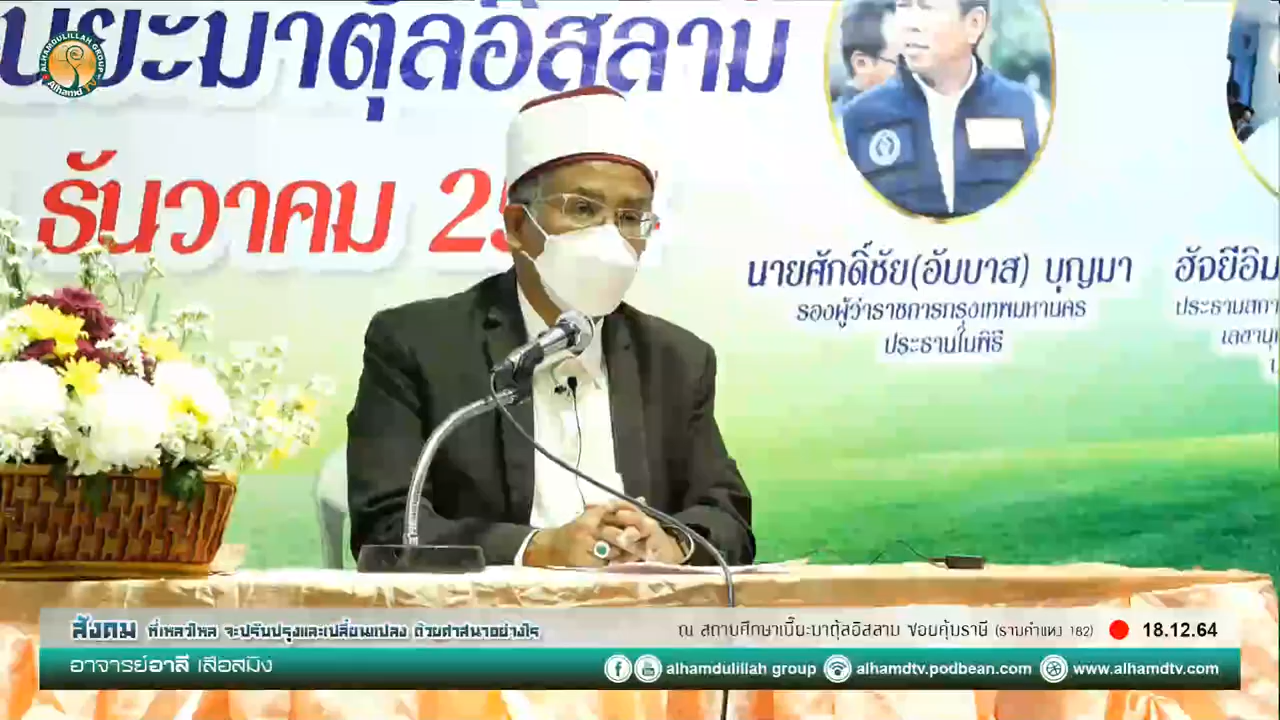 ALHAMDULILLAH GROUP
Alhamd TV
นียะมาตุ้ลอิสลาม
ธันวาคม 25
นายศักดิ์ชัย(อับบาส) บุญมา
รองผู้ว่าราชการกรุงเทพมหานคร
ประธานในพิธี
ฮัจยีอิม
ประธานสภา
เลขานุ
สังคม ที่เหลวไหล จะปรับปรุงและเปลี่ยนแปลง ด้วยศาสนาอย่างไร
ณ สถาบศึกษาเนี๊ยะมาตุ้ลอิสลาม ซอยคุ้มราษี (รามคำแหง 162)
18.12.64
อาจารย์อาลี เสือสมิง
alhamdulillah group
alhamdtv.podbean.com
www.alhamdtv.com